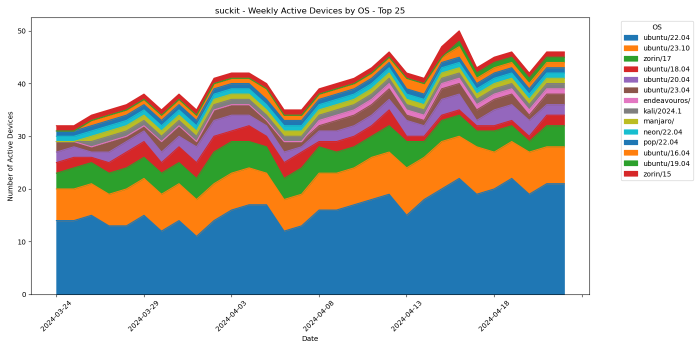 suckit - Weekly Active Devices by OS - Top 25
Number of Active Devices
50
40
30
20
10
0
2024-03-24
2024-03-29
2024-04-03
2024-04-08
2024-04-13
2024-04-18
Date
OS
ubuntu/22.04
ubuntu/23.10
zorin/17
ubuntu/18.04
ubuntu/20.04
ubuntu/23.04
endeavouros/
kali/2024.1
manjaro/
neon/22.04
pop/22.04
ubuntu/16.04
ubuntu/19.04
zorin/15